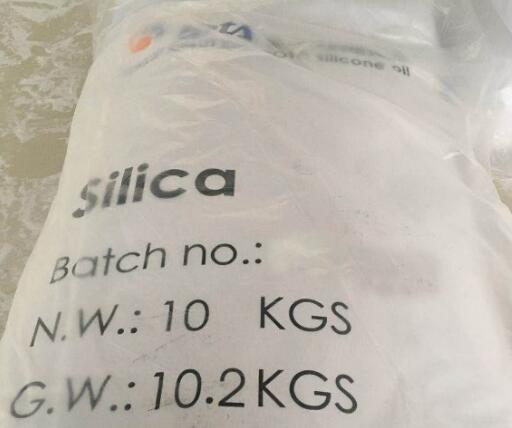 silicone oil
Silica
Batch no.:
N.W.: 10 KGS
G.W.: 10.2KGS